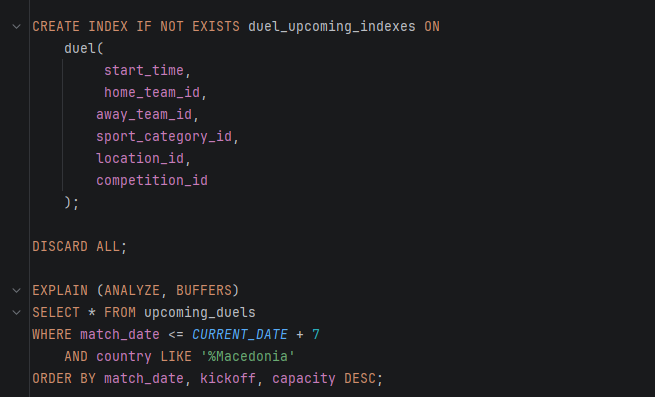 CREATE INDEX IF NOT EXISTS duel_upcoming_indexes ON
duel(
start_time,
home_team_id,
away_team_id,
sport_category_id,
location_id,
competition_id
);
DISCARD ALL;
EXPLAIN (ANALYZE, BUFFERS)
SELECT * FROM upcoming_duels
WHERE match_date <= CURRENT_DATE + 7
AND country LIKE '%Macedonia'
ORDER BY match_date, kickoff, capacity DESC;